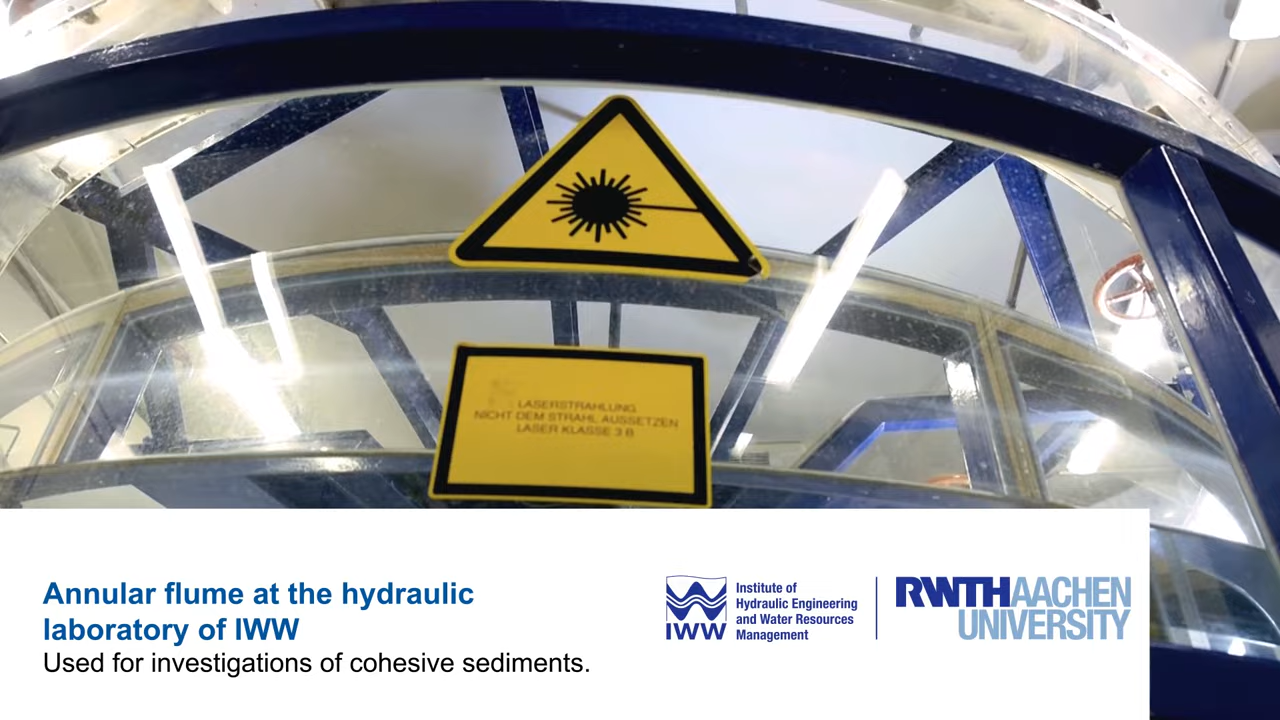 LASERSTRAHLUNG
NICHT DEM STRAHL AUSSETZEN
LASER KLASSE 3 B
Annular flume at the hydraulic
laboratory of IWW
Used for investigations of cohesive sediments.
IWW
Institute of
Hydraulic Engineering
and Water Resources
Management
RWTHAACHEN
UNIVERSITY